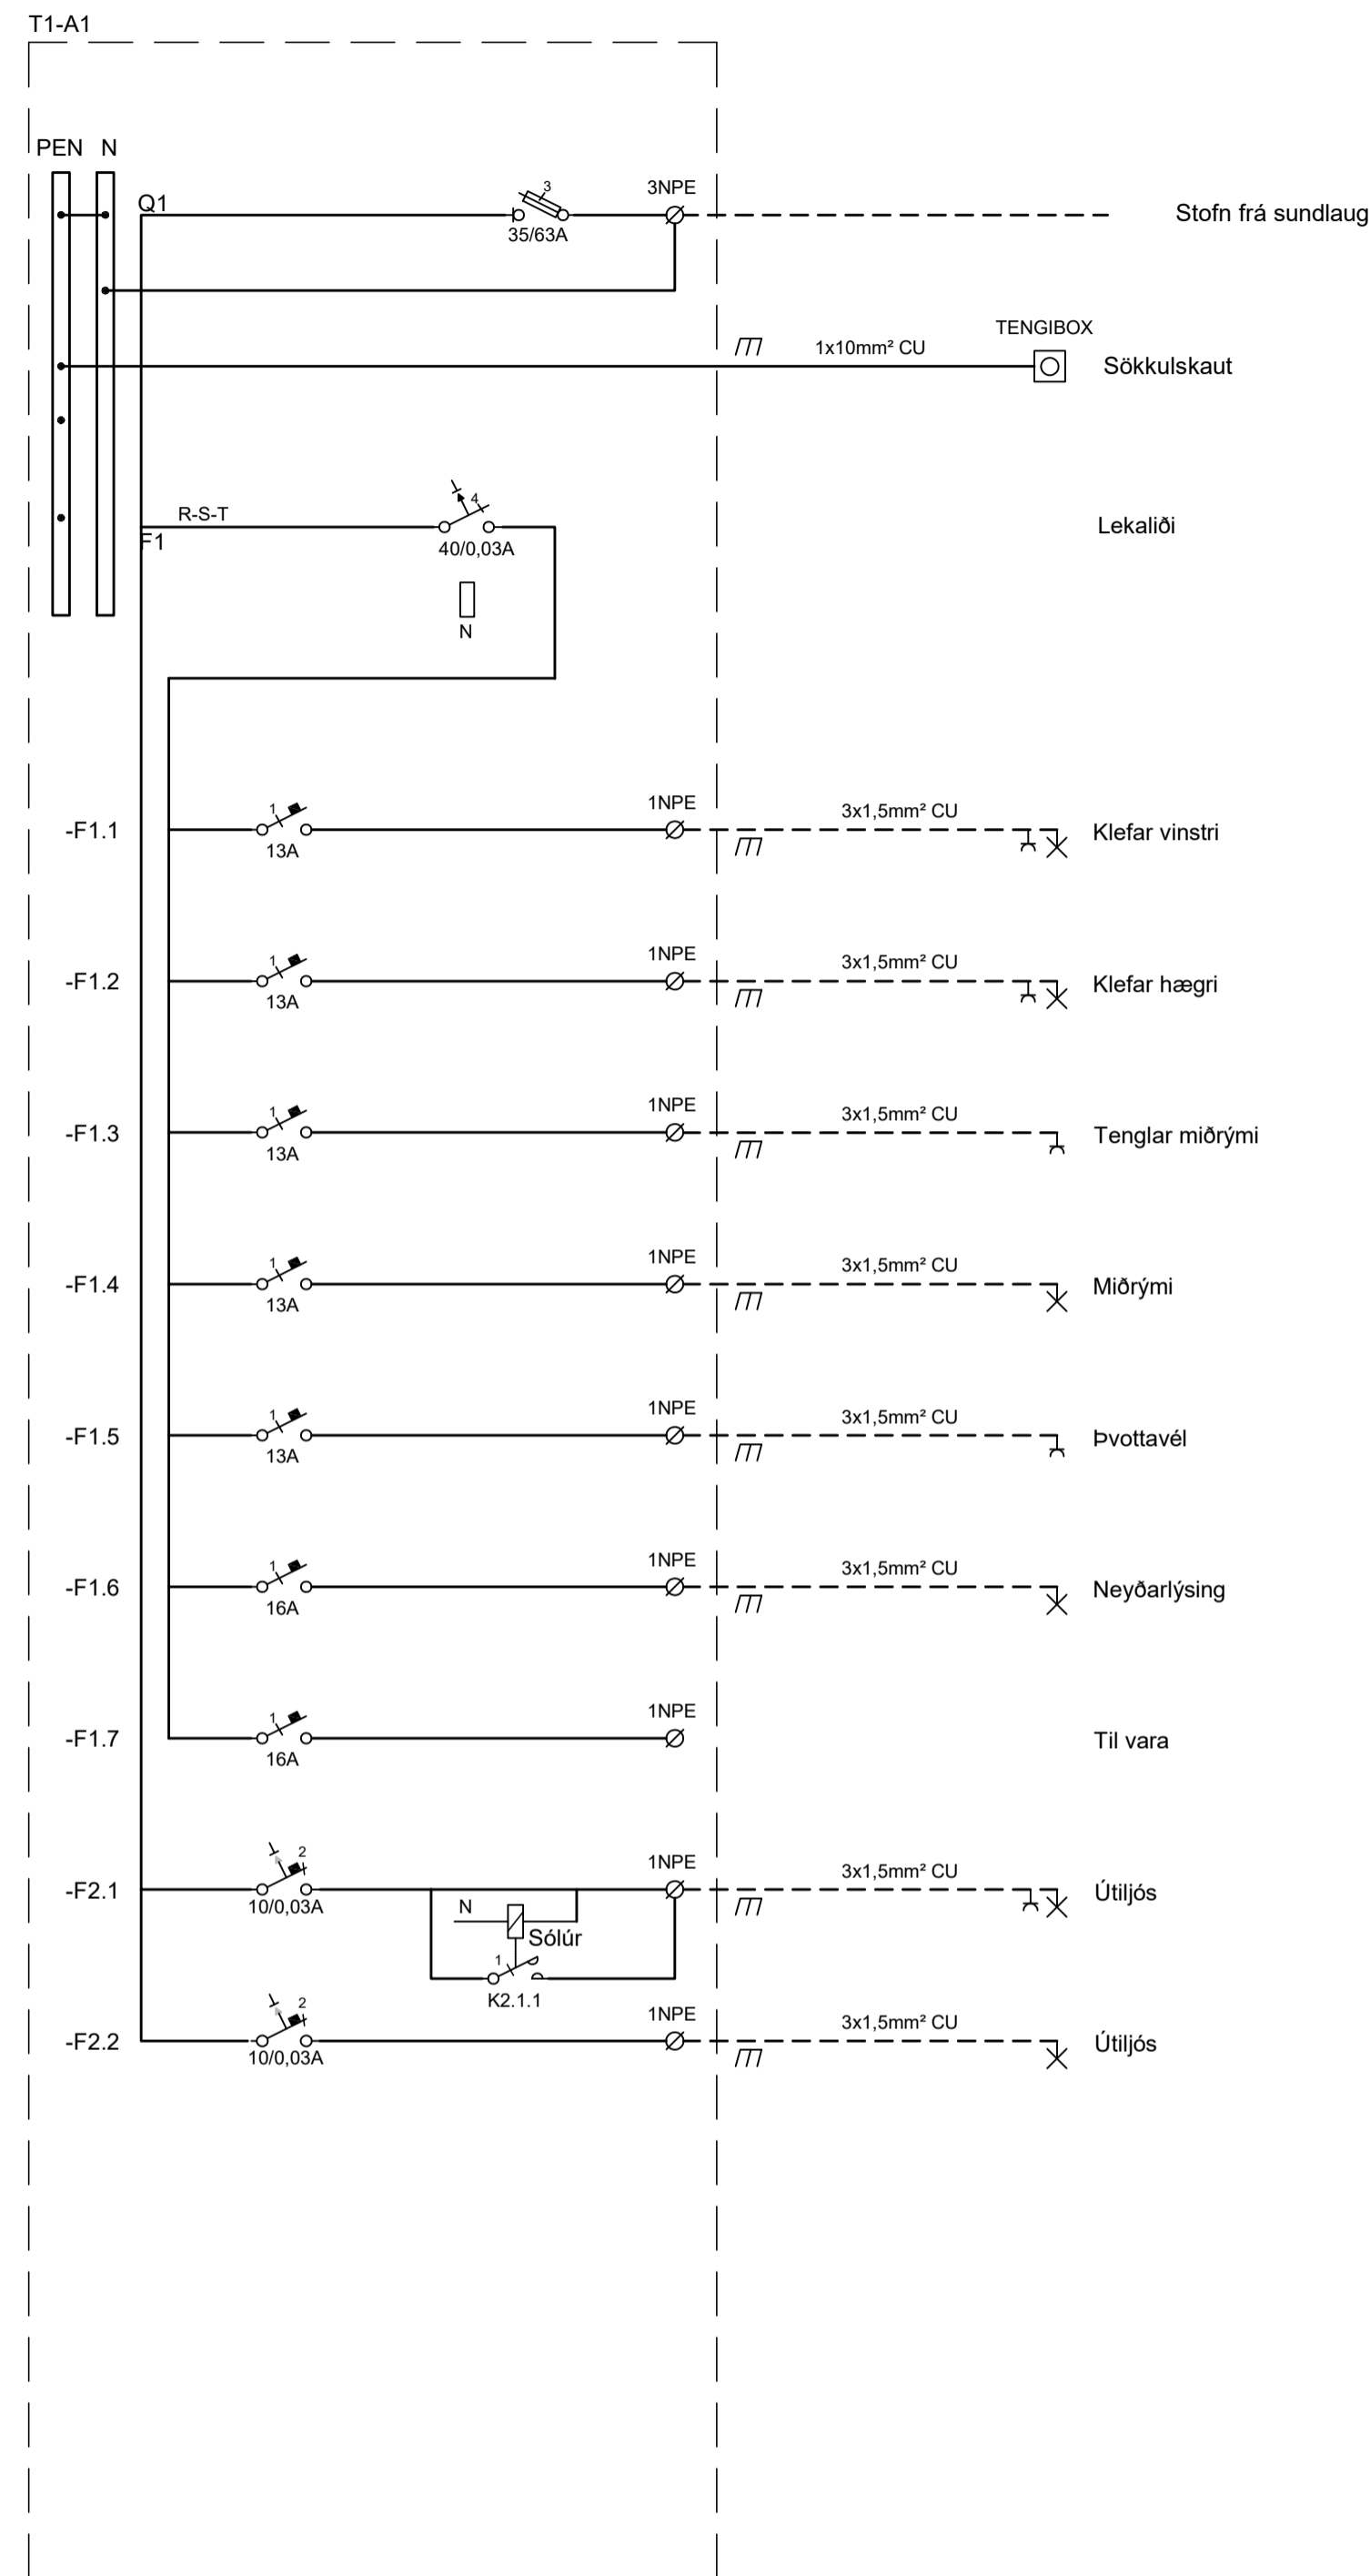 T1-A1
PEN N
Q1
3
35/63A
3NPE
Stofn frá sundlaug
TENGIBOX
1x10mm² CU
Sökkulskaut
R-S-T
F1
4
40/0,03A
N
Lekaliði
-F1.1
1
13A
1NPE
3x1,5mm² CU
Klefar vinstri
-F1.2
1
13A
1NPE
3x1,5mm² CU
Klefar hægri
-F1.3
1
13A
1NPE
3x1,5mm² CU
Tenglar miðrými
-F1.4
1
13A
1NPE
3x1,5mm² CU
Miðrými
-F1.5
1
13A
1NPE
3x1,5mm² CU
Þvottavél
-F1.6
1
16A
1NPE
3x1,5mm² CU
Neyðarlýsing
-F1.7
1
16A
1NPE
Til vara
-F2.1
2
10/0,03A
1NPE
3x1,5mm² CU
Útiljós
N
Sólúr
1
K2.1.1
-F2.2
2
10/0,03A
1NPE
3x1,5mm² CU
Útiljós